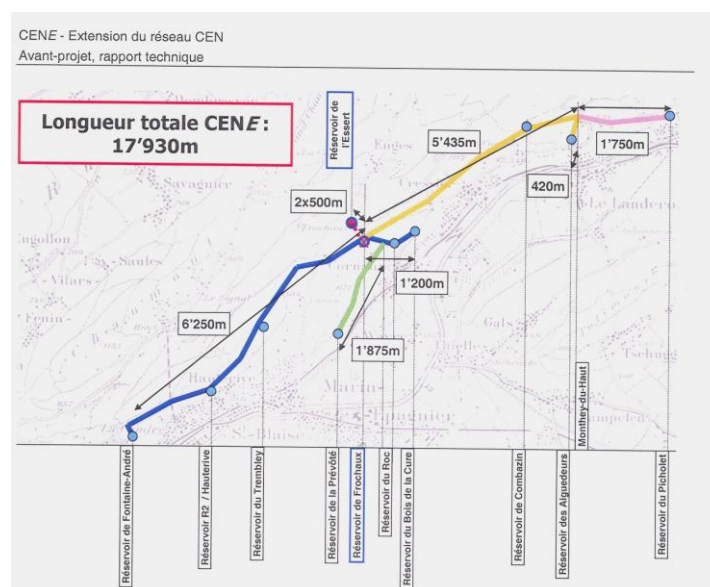 CENE - Extension du réseau CEN
Avant-projet, rapport technique
Longueur totale CENE :
17'930m
Réservoir de
l'Essert
5'435m
1'750m
420m
2x500m
1'200m
6'250m
1'875m
Enges
Savagnier
Le Landero
Saules
Vilars
Fenin
Gals
Thielle
Tschugg
Hauterive
Marin
Epagnier
St-Blaise
Monthey-du-Haut
Réservoir de Fontaine-André
Réservoir R2 / Hauterive
Réservoir du Trembley
Réservoir de la Prévôté
Réservoir de Frochaux
Réservoir du Roc
Réservoir du Bois de la Cure
Réservoir de Combazin
Réservoir des Aiguedeurs
Réservoir du Picholet